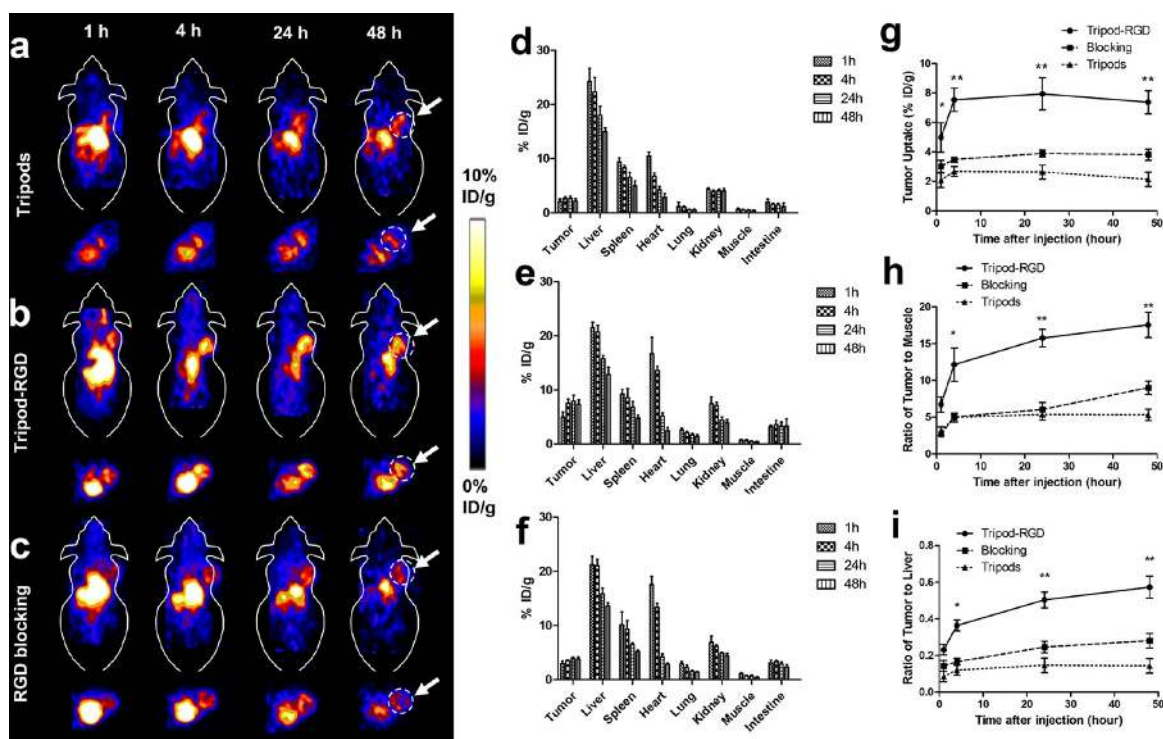 a
1 h 4 h 24 h 48 h
Tripods
b
Tripod-RGD
c
RGD blocking
10%
ID/g
0%
ID/g
d
30
20
10
0
% ID/g
1h
4h
24h
48h
Tumor Liver Spleen Heart Lung Kidney Muscle Intestine
e
30
20
10
0
% ID/g
1h
4h
24h
48h
Tumor Liver Spleen Heart Lung Kidney Muscle Intestine
f
30
20
10
0
% ID/g
1h
4h
24h
48h
Tumor Liver Spleen Heart Lung Kidney Muscle Intestine
g
Tripod-RGD
Blocking
Tripods
Tumor Uptake (% ID/g)
10
8
6
4
2
0
* ** ** **
0 10 20 30 40 50
Time after injection (hour)
h
Tripod-RGD
Blocking
Tripods
Ratio of Tumor to Muscle
20
15
10
5
0
* ** **
0 10 20 30 40 50
Time after injection (hour)
i
Tripod-RGD
Blocking
Tripods
Ratio of Tumor to Liver
0.8
0.6
0.4
0.2
0.0
* ** **
0 10 20 30 40 50
Time after injection (hour)